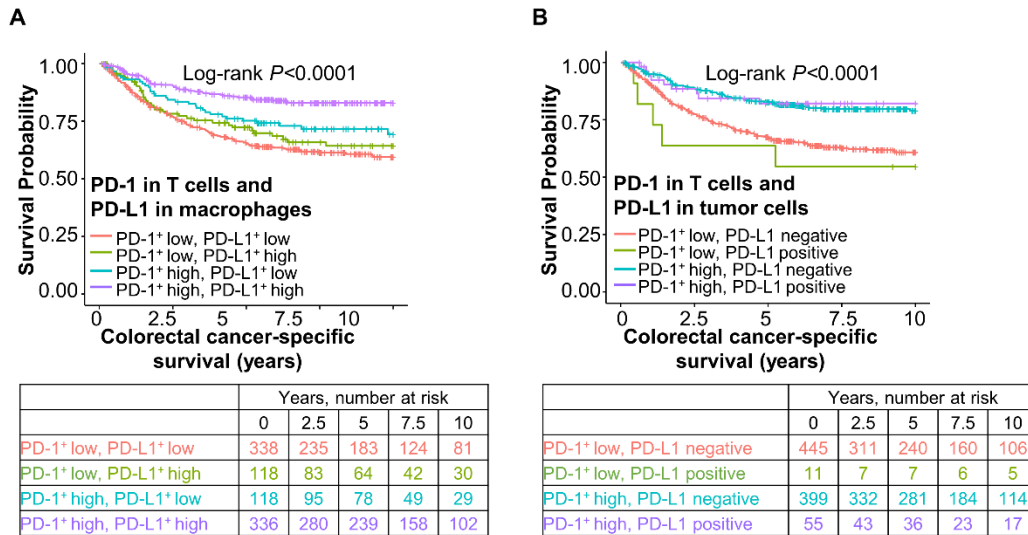 A
Log-rank P<0.0001
Survival Probability
1.00
0.75
0.50
0.25
0.00
PD-1 in T cells and
PD-L1 in macrophages
PD-1⁺ low, PD-L1⁺ low
PD-1⁺ low, PD-L1⁺ high
PD-1⁺ high, PD-L1⁺ low
PD-1⁺ high, PD-L1⁺ high
0 2.5 5 7.5 10
Colorectal cancer-specific
survival (years)
Years, number at risk
0 2.5 5 7.5 10
PD-1⁺ low, PD-L1⁺ low 338 235 183 124 81
PD-1⁺ low, PD-L1⁺ high 118 83 64 42 30
PD-1⁺ high, PD-L1⁺ low 118 95 78 49 29
PD-1⁺ high, PD-L1⁺ high 336 280 239 158 102
B
Log-rank P<0.0001
Survival Probability
1.00
0.75
0.50
0.25
0.00
PD-1 in T cells and
PD-L1 in tumor cells
PD-1⁺ low, PD-L1 negative
PD-1⁺ low, PD-L1 positive
PD-1⁺ high, PD-L1 negative
PD-1⁺ high, PD-L1 positive
0 2.5 5 7.5 10
Colorectal cancer-specific
survival (years)
Years, number at risk
0 2.5 5 7.5 10
PD-1⁺ low, PD-L1 negative 445 311 240 160 106
PD-1⁺ low, PD-L1 positive 11 7 7 6 5
PD-1⁺ high, PD-L1 negative 399 332 281 184 114
PD-1⁺ high, PD-L1 positive 55 43 36 23 17